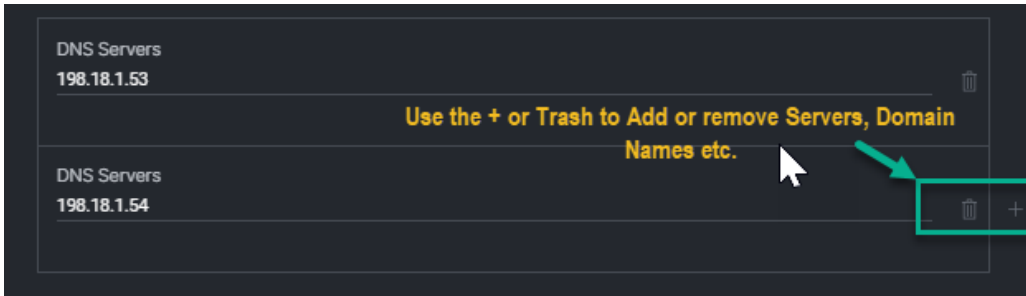 DNS Servers
198.18.1.53
Use the + or Trash to Add or remove Servers, Domain
Names etc.
DNS Servers
198.18.1.54
+